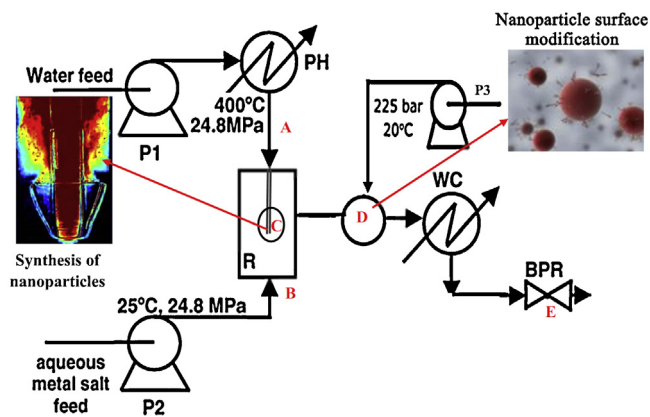 Nanoparticle surface
modification
Water feed
P1
PH
400°C
24.8MPa
A
225 bar
20°C
P3
Synthesis of
nanoparticles
C
R
B
D
WC
BPR
E
25°C, 24.8 MPa
aqueous
metal salt
feed
P2